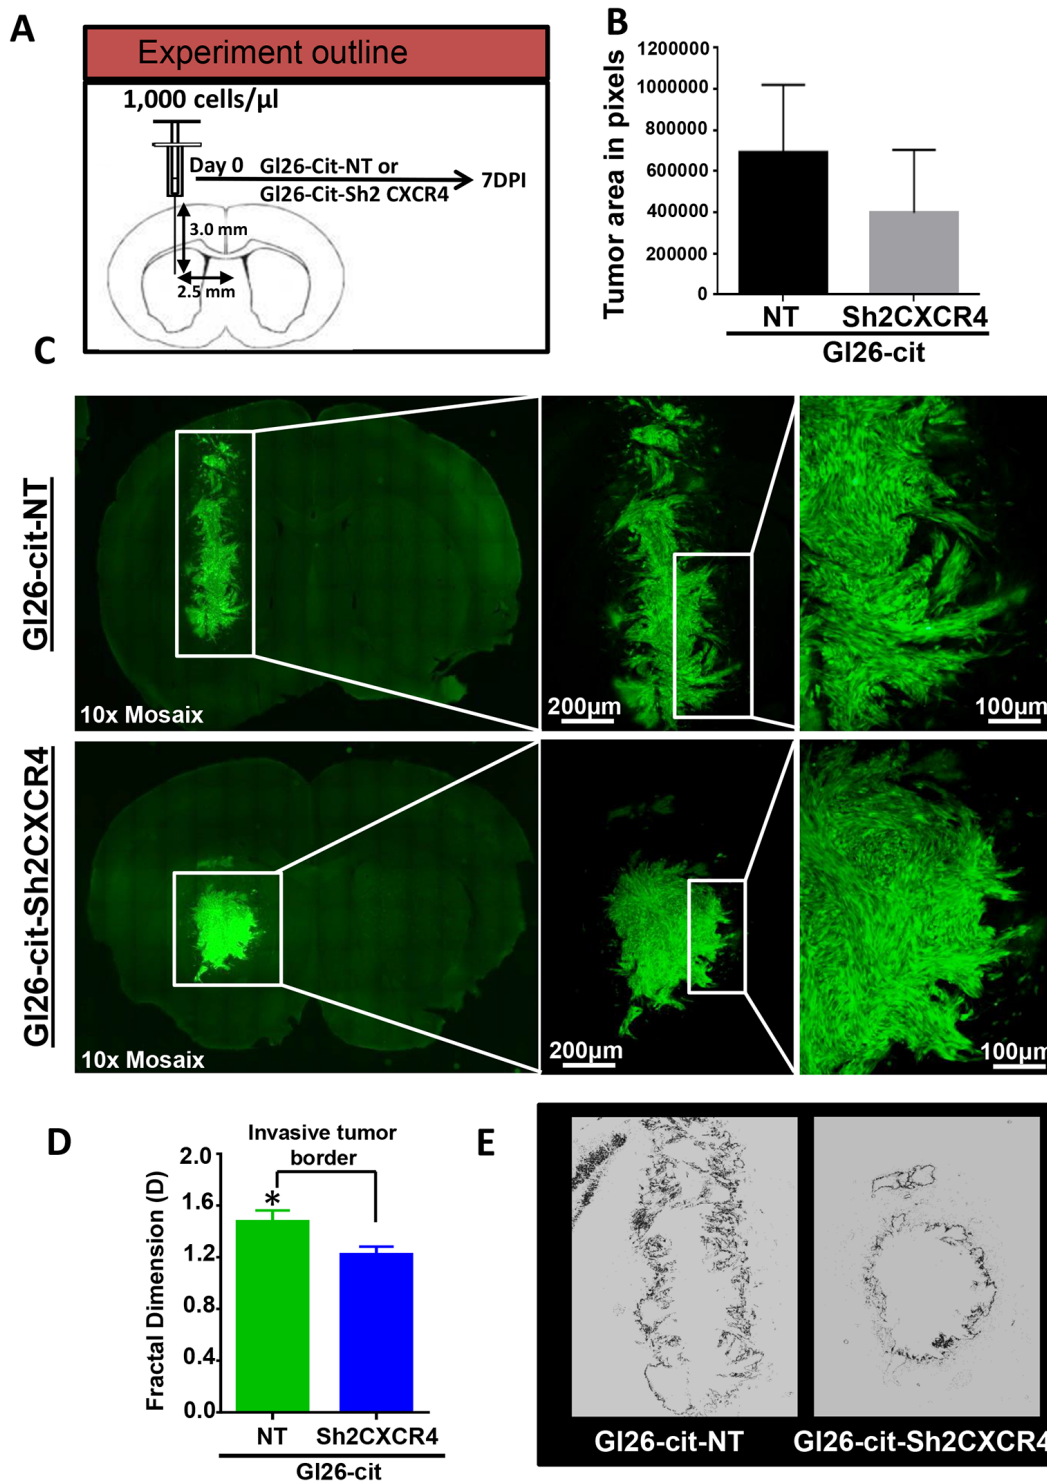 A
Experiment outline
1,000 cells/µl
Day 0 Gl26-Cit-NT or
Gl26-Cit-Sh2 CXCR4
7DPI
3.0 mm
2.5 mm
B
Tumor area in pixels
1200000
1000000
800000
600000
400000
200000
0
NT Sh2CXCR4
Gl26-cit
C
Gl26-cit-NT
10x Mosaix
200µm
100µm
Gl26-cit-Sh2CXCR4
10x Mosaix
200µm
100µm
D
Invasive tumor
border
Fractal Dimension (D)
2.0
1.6
1.2
0.8
0.4
0.0
*
NT Sh2CXCR4
Gl26-cit
E
Gl26-cit-NT
Gl26-cit-Sh2CXCR4